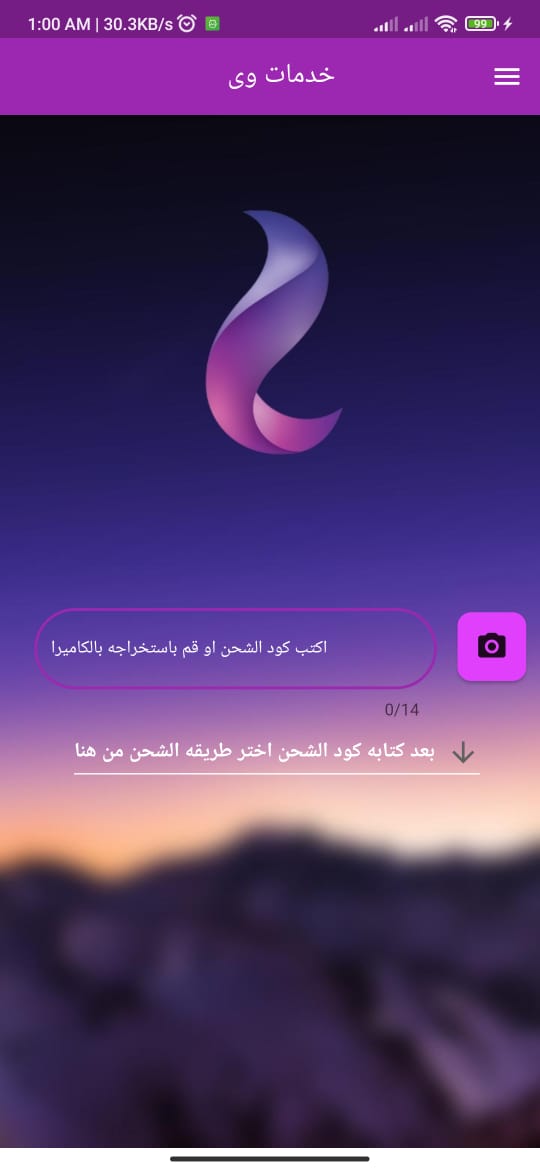 1:00 AM | 30.3KB/s
99
خدمات وى
اكتب كود الشحن او قم باستخراجه بالكاميرا
0/14
بعد كتابه كود الشحن اختر طريقه الشحن من هنا